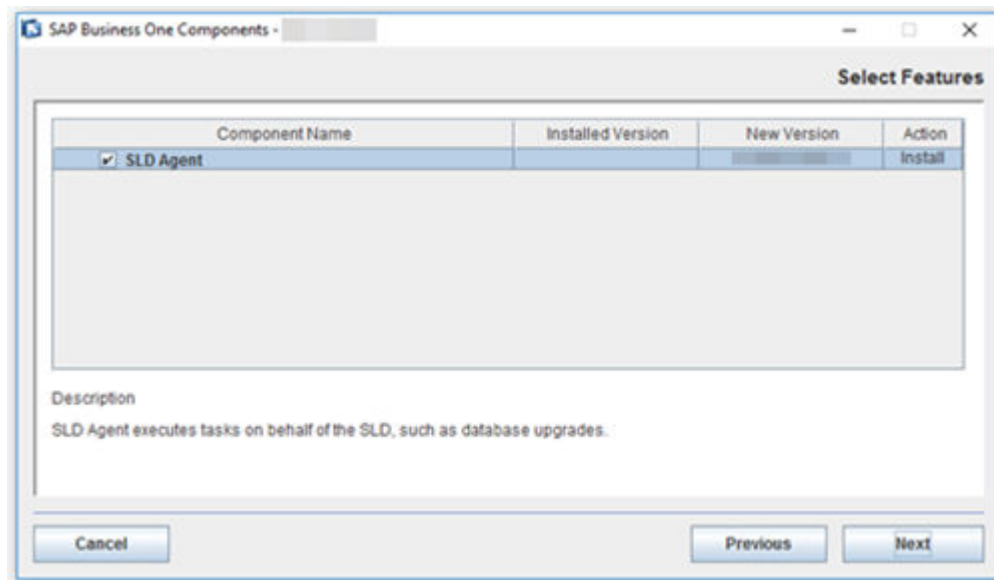 SAP Business One Components -
Select Features
Component Name Installed Version New Version Action
SLD Agent Install
Description
SLD Agent executes tasks on behalf of the SLD, such as database upgrades.
Cancel Previous Next